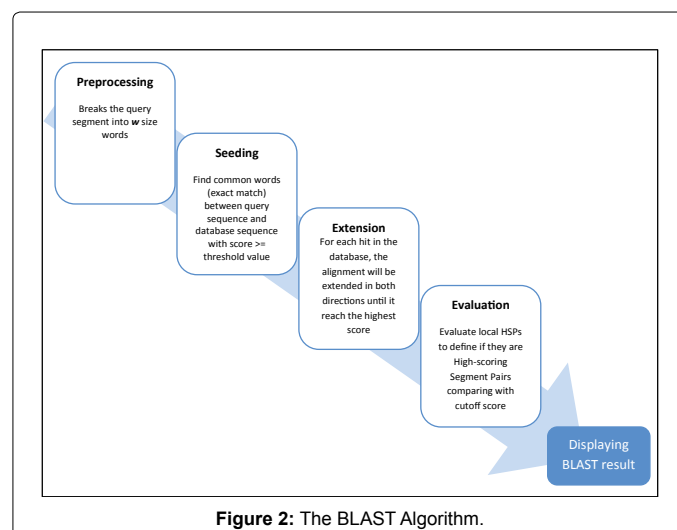 Preprocessing
Breaks the query
segment into w size
words
Seeding
Find common words
(exact match)
between query
sequence and
database sequence
with score >=
threshold value
Extension
For each hit in the
database, the
alignment will be
extended in both
directions until it
reach the highest
score
Evaluation
Evaluate local HSPs
to define if they are
High-scoring
Segment Pairs
comparing with
cutoff score
Displaying
BLAST result
Figure 2: The BLAST Algorithm.